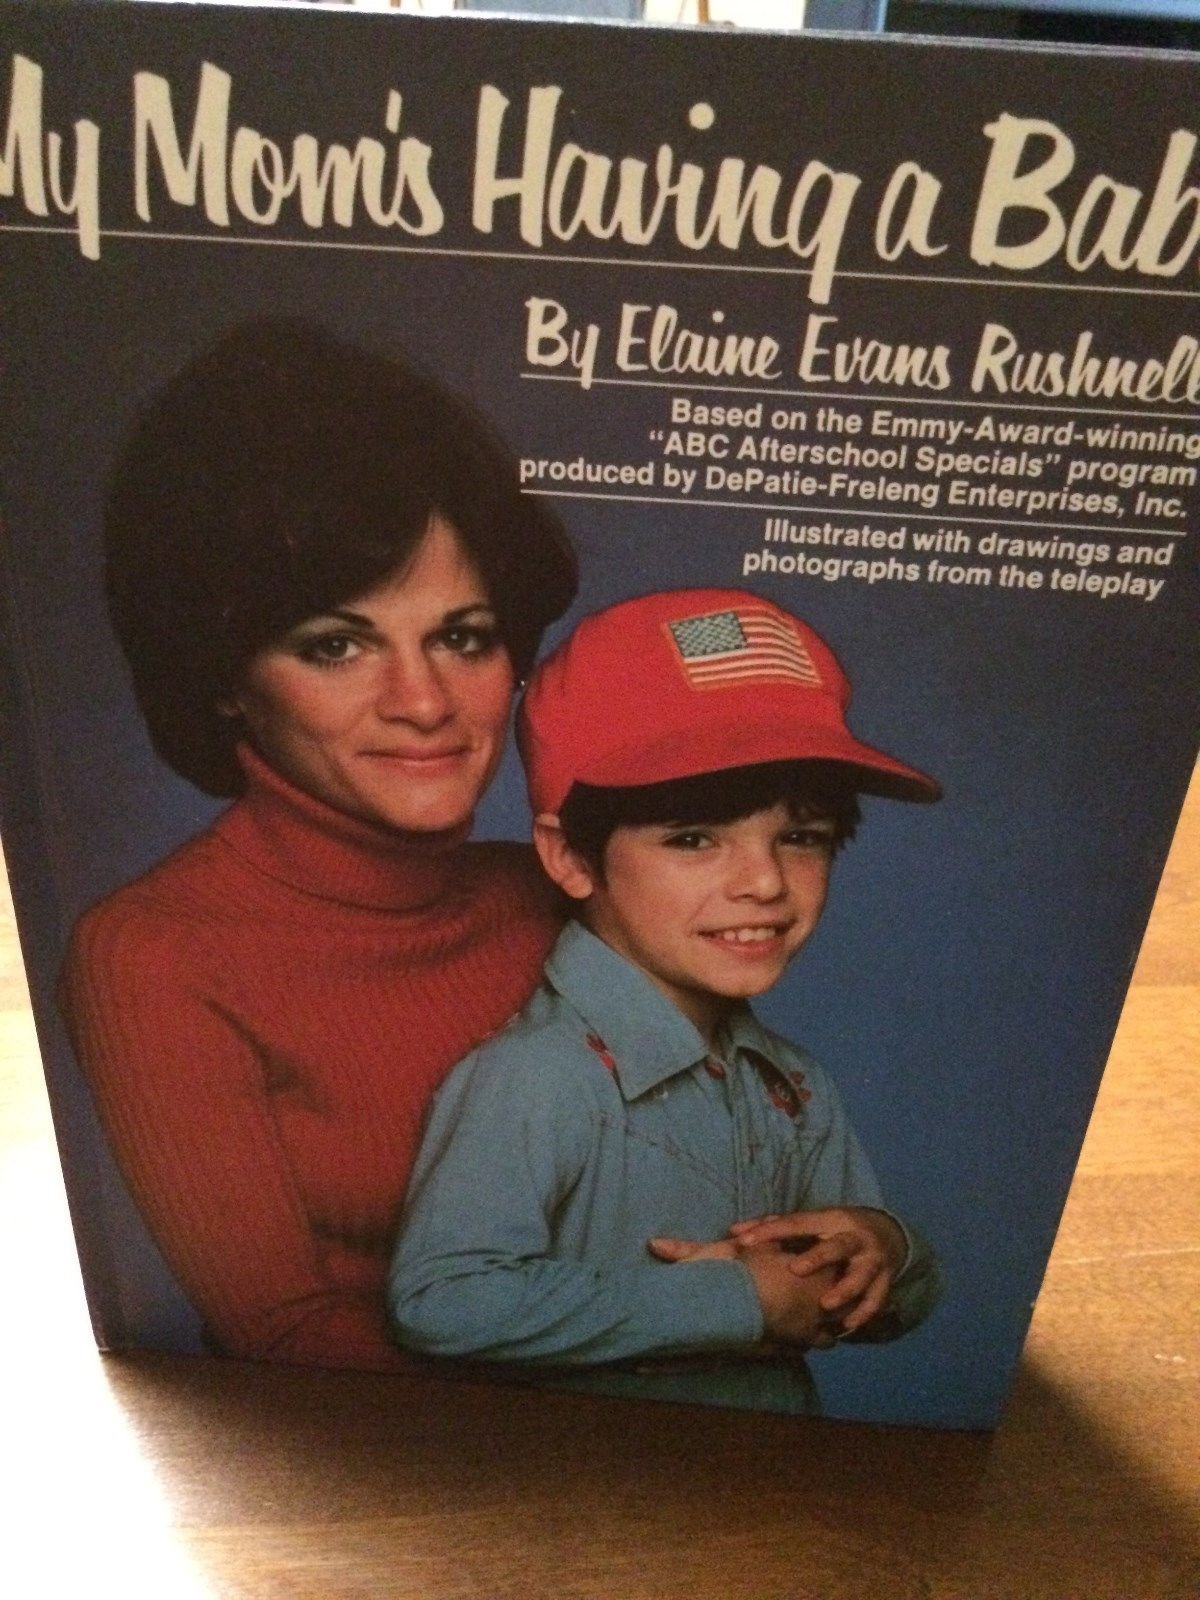 My Mom's Having a Bab
By Elaine Evans Rushnell
Based on the Emmy-Award-winning
“ABC Afterschool Specials” program
produced by DePatie-Freleng Enterprises, Inc.
Illustrated with drawings and
photographs from the teleplay